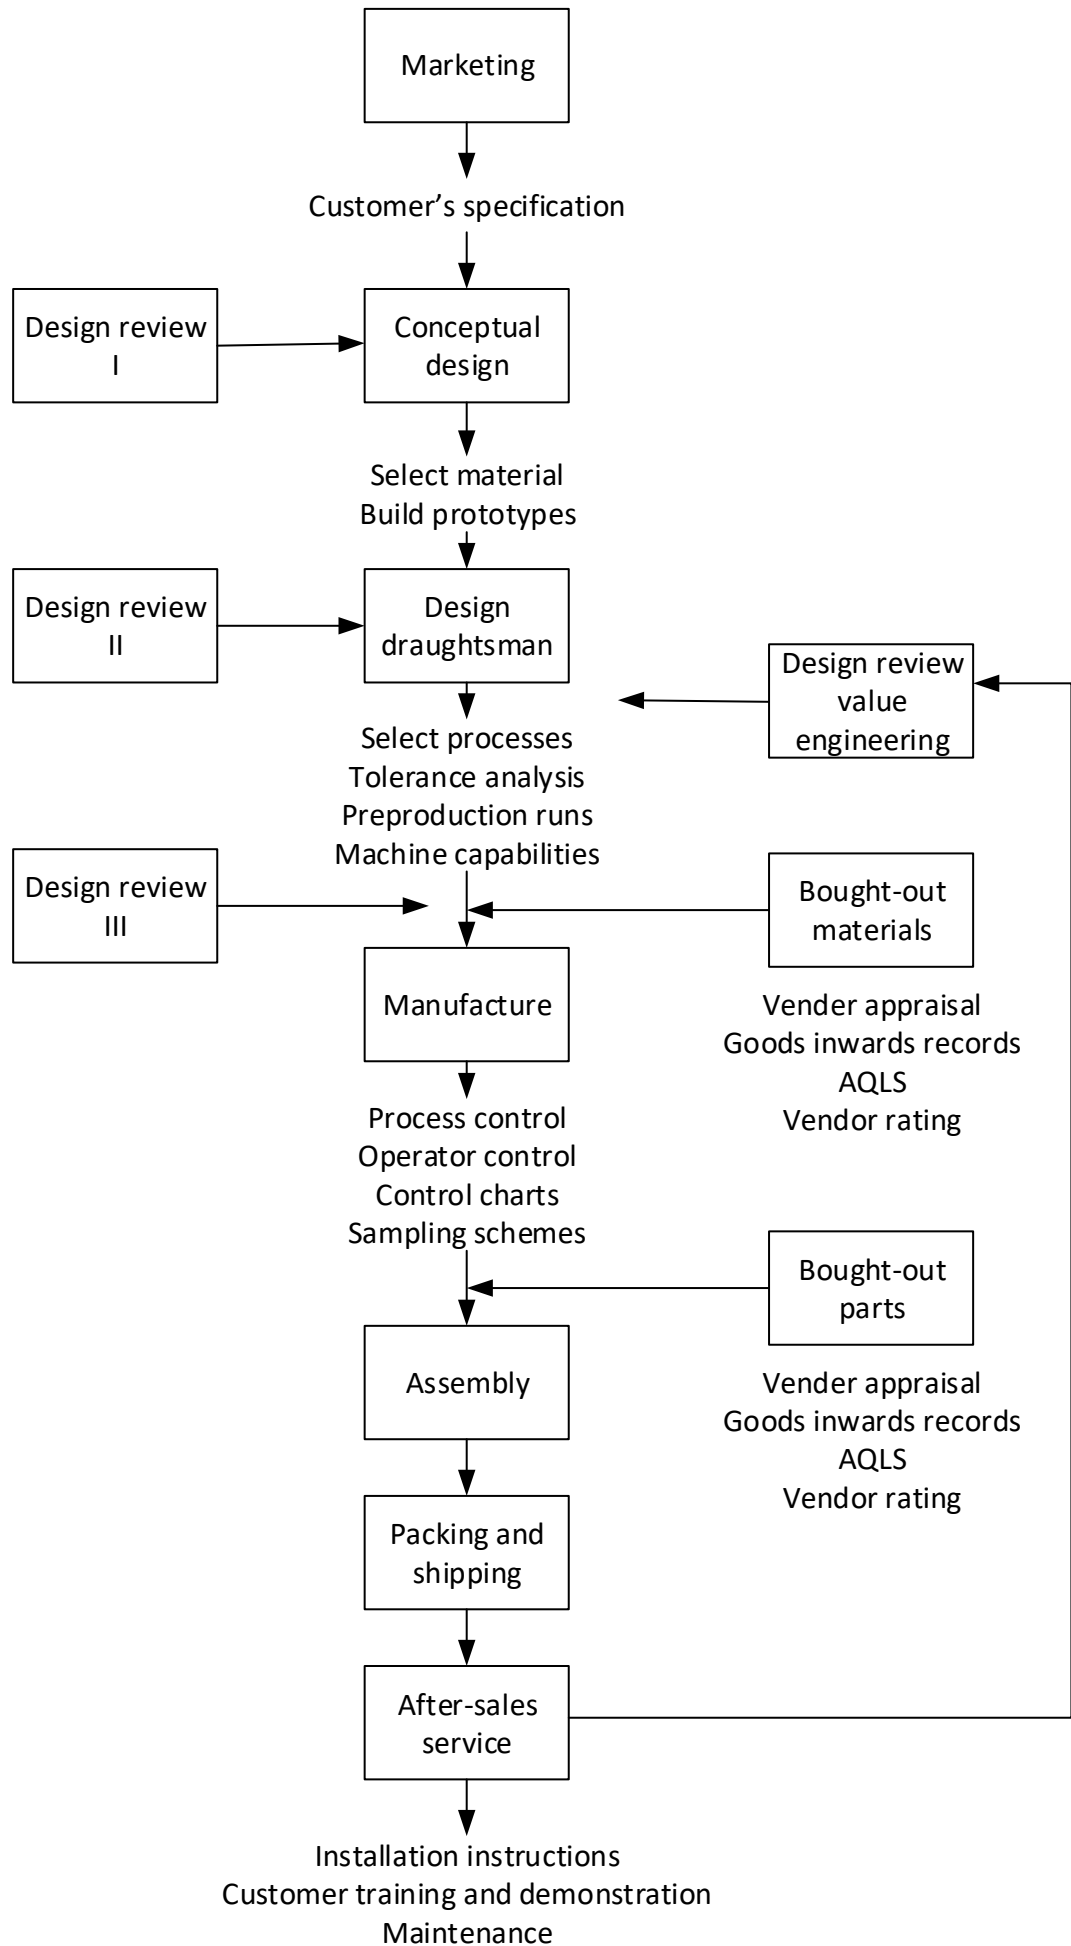 Marketing
Customer’s specification
Design review
I
Conceptual
design
Select material
Build prototypes
Design review
II
Design
draughtsman
Design review
value
engineering
Select processes
Tolerance analysis
Preproduction runs
Machine capabilities
Design review
III
Bought-out
materials
Manufacture
Vender appraisal
Goods inwards records
AQLS
Vendor rating
Process control
Operator control
Control charts
Sampling schemes
Bought-out
parts
Assembly
Vender appraisal
Goods inwards records
AQLS
Vendor rating
Packing and
shipping
After-sales
service
Installation instructions
Customer training and demonstration
Maintenance